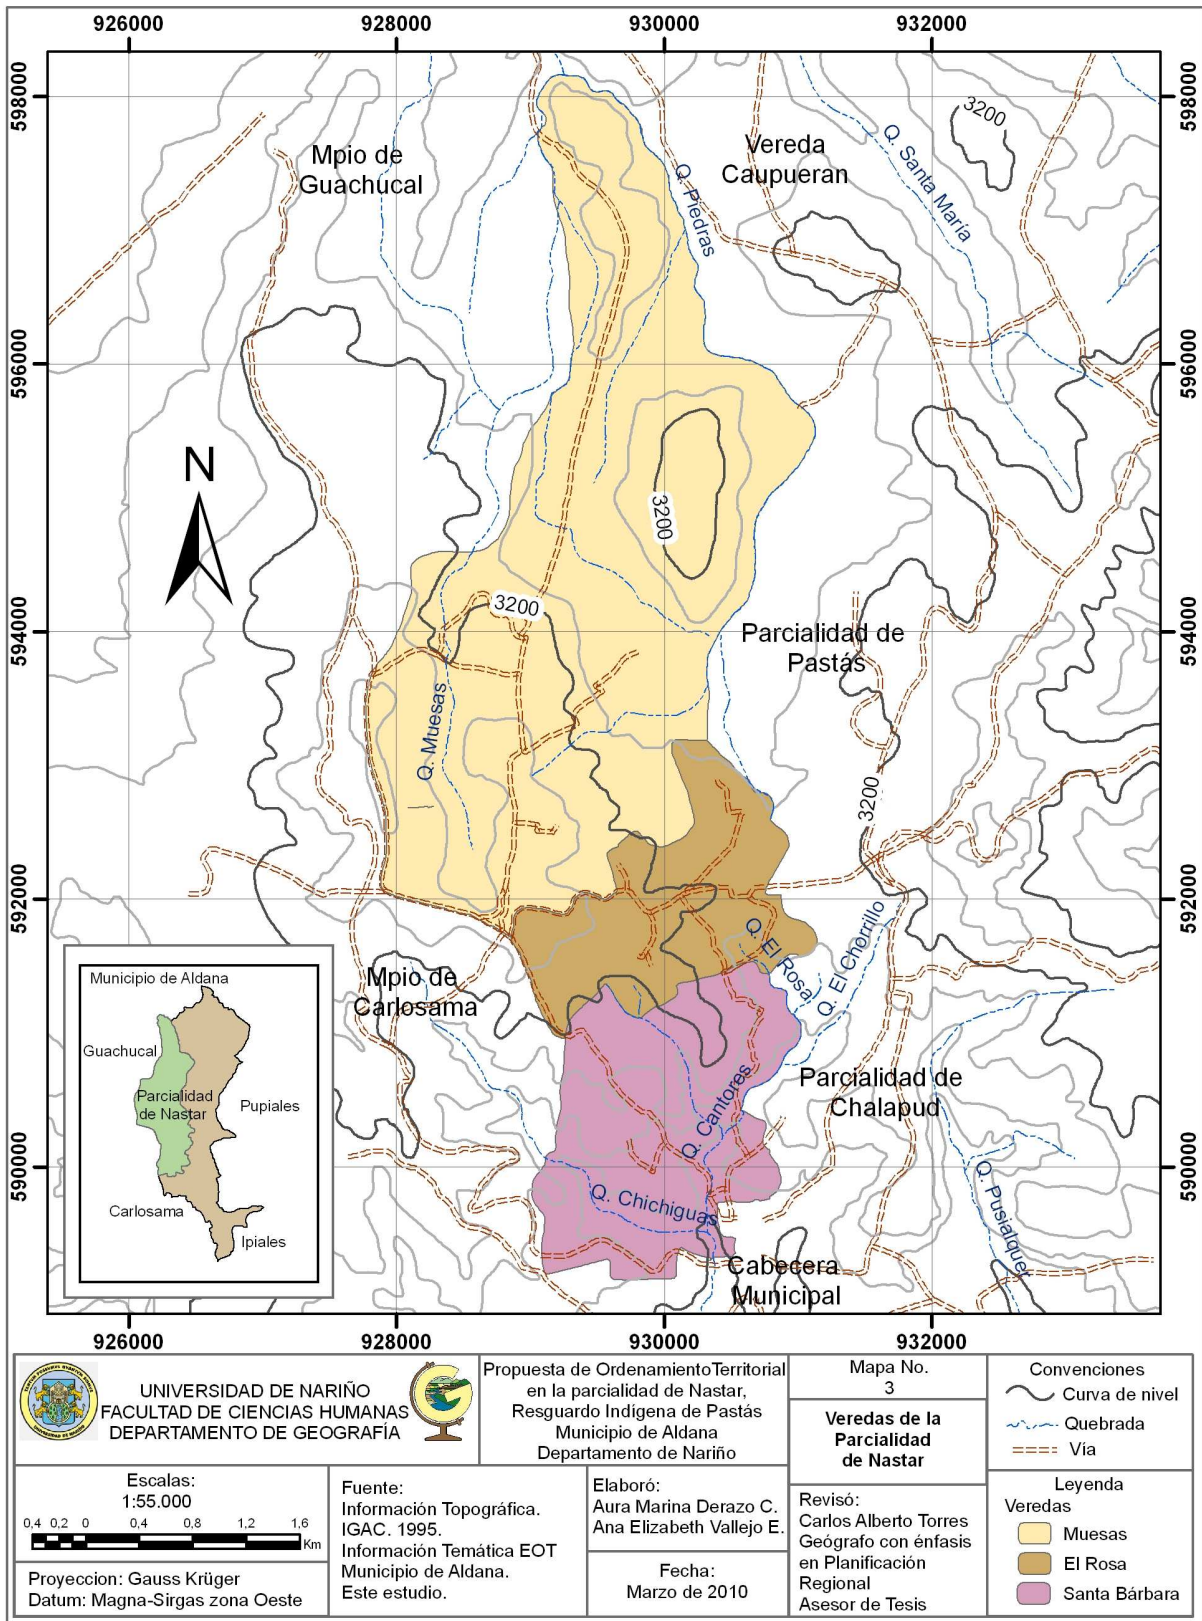 926000
928000
930000
932000
598000
598000
596000
596000
594000
594000
592000
592000
590000
590000
Mpio de
Guachucal
Vereda
Caupueran
Q. Santa María
3200
Q. Piedras
3200
N
3200
Parcialidad de
Pastás
Q. Muesas
3200
Q. El Rosa
Q. El Chorrillo
Mpio de
Carlosama
Parcialidad de
Chalapud
Q. Cantores
Q. Chichiguas
Q. Pusialquer
Cabecera
Municipal
Municipio de Aldana
Guachucal
Parcialidad
de Nastar
Pupiales
Carlosama
Ipiales
926000
928000
930000
932000
UNIVERSIDAD DE NARIÑO
FACULTAD DE CIENCIAS HUMANAS
DEPARTAMENTO DE GEOGRAFÍA
Propuesta de OrdenamientoTerritorial
en la parcialidad de Nastar,
Resguardo Indígena de Pastás
Municipio de Aldana
Departamento de Nariño
Mapa No.
3
Veredas de la
Parcialidad
de Nastar
Convenciones
Curva de nivel
Quebrada
Vía
Escalas:
1:55.000
0,4 0,2 0 0,4 0,8 1,2 1,6
Km
Proyeccion: Gauss Krüger
Datum: Magna-Sirgas zona Oeste
Fuente:
Información Topográfica.
IGAC. 1995.
Información Temática EOT
Municipio de Aldana.
Este estudio.
Elaboró:
Aura Marina Derazo C.
Ana Elizabeth Vallejo E.
Fecha:
Marzo de 2010
Revisó:
Carlos Alberto Torres
Geógrafo con énfasis
en Planificación
Regional
Asesor de Tesis
Leyenda
Veredas
Muesas
El Rosa
Santa Bárbara